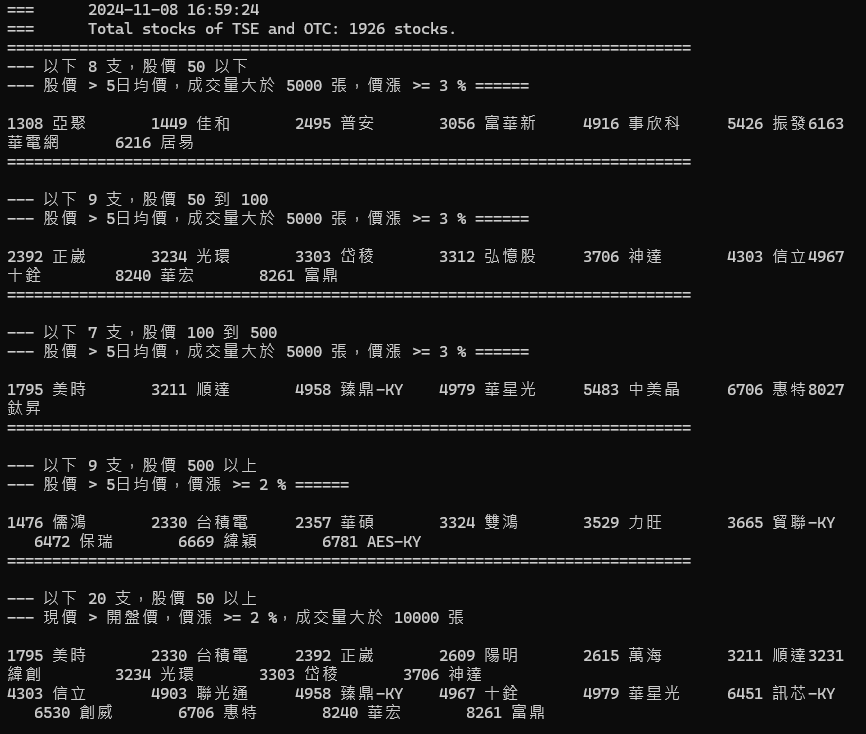 ===      2024-11-08 16:59:24
===      Total stocks of TSE and OTC: 1926 stocks.
============================================================================
--- 以下 8 支，股價 50 以下
--- 股價 > 5日均價，成交量大於 5000 張，價漲 >= 3 % ======
1308 亞聚       1449 佳和       2495 普安       3056 富華新     4916 事欣科     5426 振發6163
華電網      6216 居易
============================================================================
--- 以下 9 支，股價 50 到 100
--- 股價 > 5日均價，成交量大於 5000 張，價漲 >= 3 % ======
2392 正崴       3234 光環       3303 岱稜       3312 弘憶股     3706 神達       4303 信立4967
十銓        8240 華宏       8261 富鼎
============================================================================
--- 以下 7 支，股價 100 到 500
--- 股價 > 5日均價，成交量大於 5000 張，價漲 >= 3 % ======
1795 美時       3211 順達       4958 臻鼎-KY    4979 華星光     5483 中美晶     6706 惠特8027
鈦昇
============================================================================
--- 以下 9 支，股價 500 以上
--- 股價 > 5日均價，價漲 >= 2 % ======
1476 儒鴻       2330 台積電     2357 華碩       3324 雙鴻       3529 力旺       3665 貿聯-KY
   6472 保瑞       6669 緯穎       6781 AES-KY
============================================================================
--- 以下 20 支，股價 50 以上
--- 現價 > 開盤價，價漲 >= 2 %，成交量大於 10000 張
1795 美時       2330 台積電     2392 正崴       2609 陽明       2615 萬海       3211 順達3231
緯創        3234 光環       3303 岱稜       3706 神達
4303 信立       4903 聯光通     4958 臻鼎-KY    4967 十銓       4979 華星光     6451 訊芯-KY
   6530 創威       6706 惠特       8240 華宏       8261 富鼎